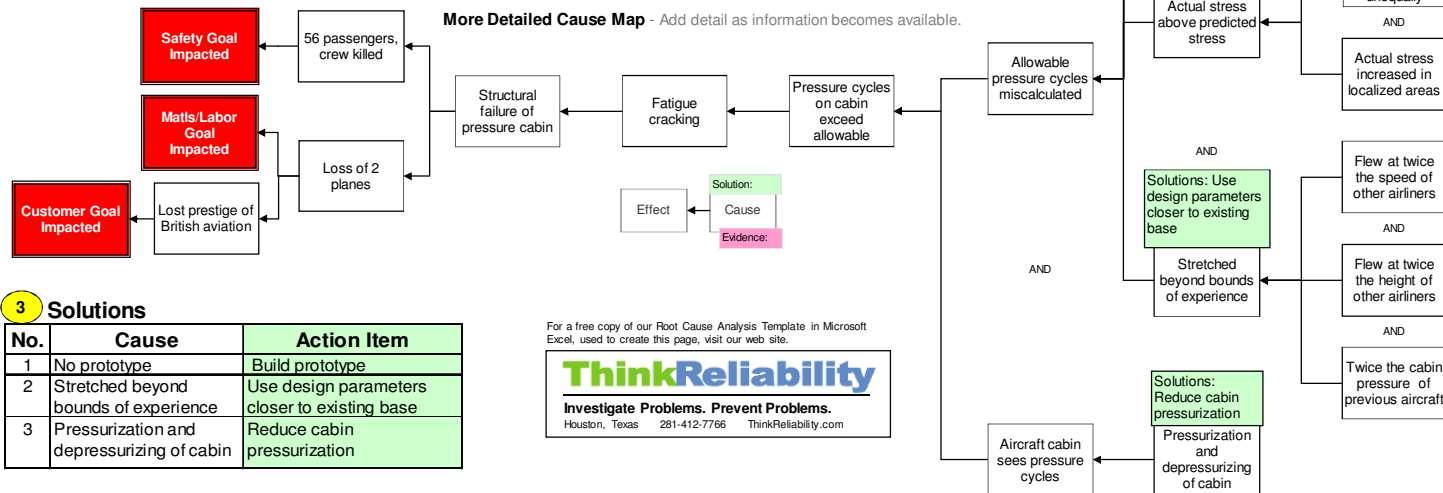 More Detailed Cause Map - Add detail as information becomes available.
Safety Goal
Impacted
56 passengers,
crew killed
Matls/Labor
Goal
Impacted
Loss of 2
planes
Customer Goal
Impacted
Lost prestige of
British aviation
Structural
failure of
pressure cabin
Fatigue
cracking
Pressure cycles
on cabin
exceed
allowable
Allowable
pressure cycles
miscalculated
Actual stress
above predicted
stress
unequally
AND
Actual stress
increased in
localized areas
AND
Solutions: Use
design parameters
closer to existing
base
Stretched
beyond bounds
of experience
Flew at twice
the speed of
other airliners
AND
Flew at twice
the height of
other airliners
AND
Twice the cabin
pressure of
previous aircraft
Effect
Solution:
Cause
Evidence:
AND
Aircraft cabin
sees pressure
cycles
Solutions:
Reduce cabin
pressurization
Pressurization
and
depressurizing
of cabin
3 Solutions
No. Cause Action Item
1 No prototype Build prototype
2 Stretched beyond Use design parameters
bounds of experience closer to existing base
3 Pressurization and Reduce cabin
depressurizing of cabin pressurization
For a free copy of our Root Cause Analysis Template in Microsoft
Excel, used to create this page, visit our web site.
ThinkReliability
Investigate Problems. Prevent Problems.
Houston, Texas 281-412-7766 ThinkReliability.com